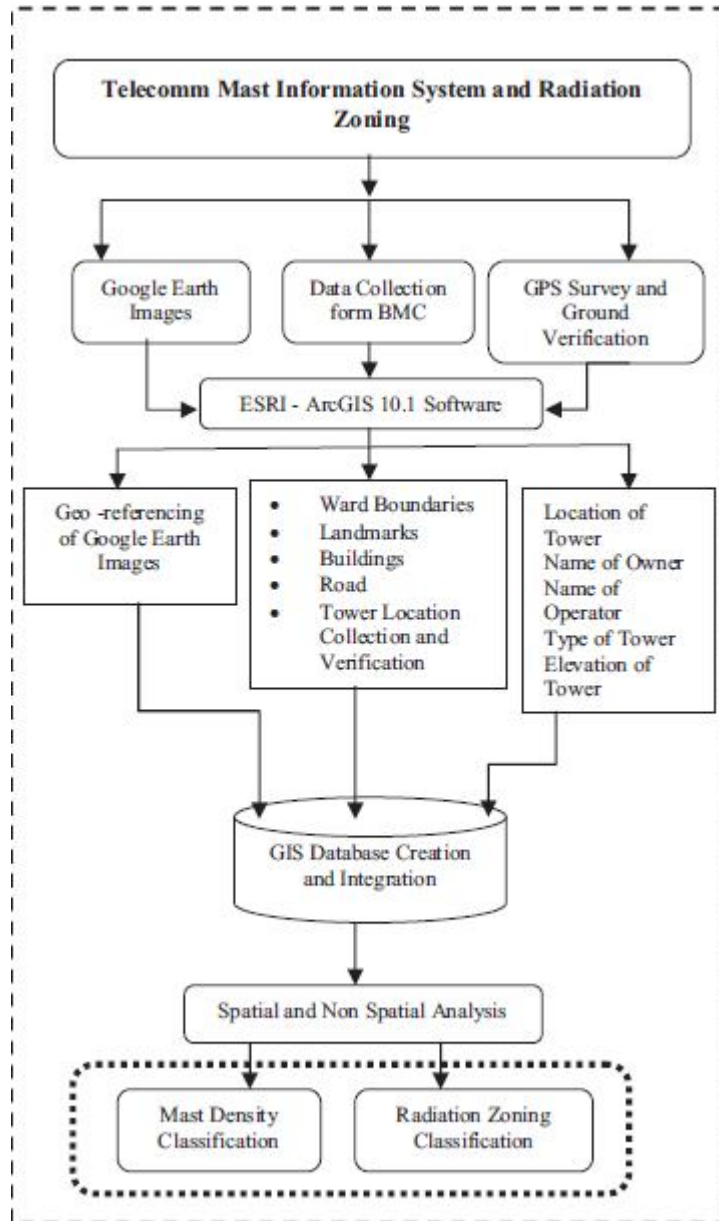 Telecomm Mast Information System and Radiation
Zoning
Google Earth
Images
Data Collection
form BMC
GPS Survey and
Ground
Verification
ESRI - ArcGIS 10.1 Software
Geo -referencing
of Google Earth
Images
• Ward Boundaries
• Landmarks
• Buildings
• Road
• Tower Location
Collection and
Verification
Location of
Tower
Name of Owner
Name of
Operator
Type of Tower
Elevation of
Tower
GIS Database Creation
and Integration
Spatial and Non Spatial Analysis
Mast Density
Classification
Radiation Zoning
Classification